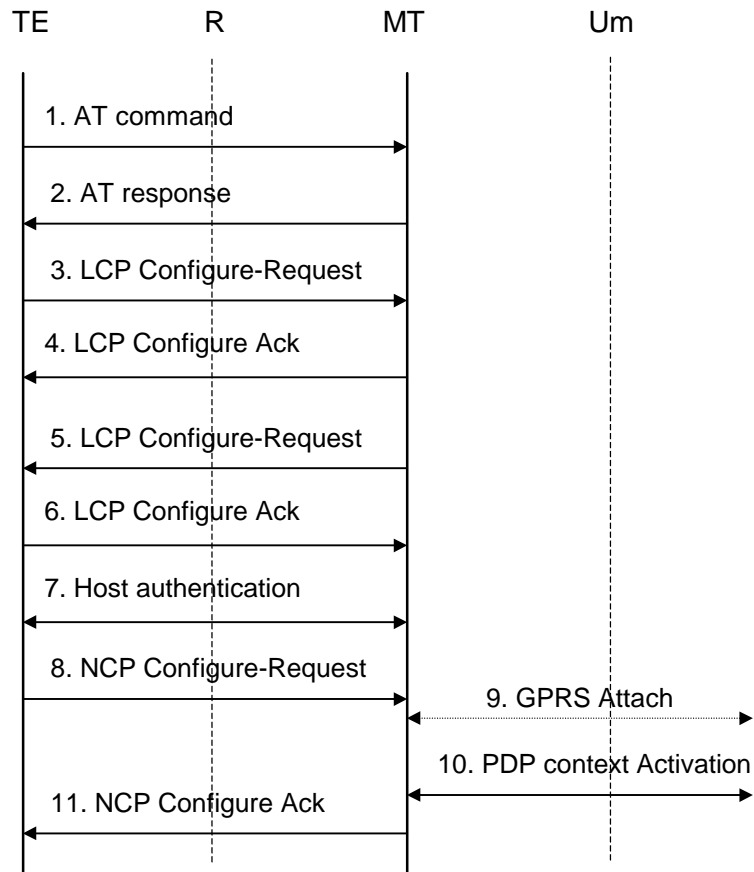 TE R MT Um
1. AT command
2. AT response
3. LCP Configure-Request
4. LCP Configure Ack
5. LCP Configure-Request
6. LCP Configure Ack
7. Host authentication
8. NCP Configure-Request
9. GPRS Attach
10. PDP context Activation
11. NCP Configure Ack